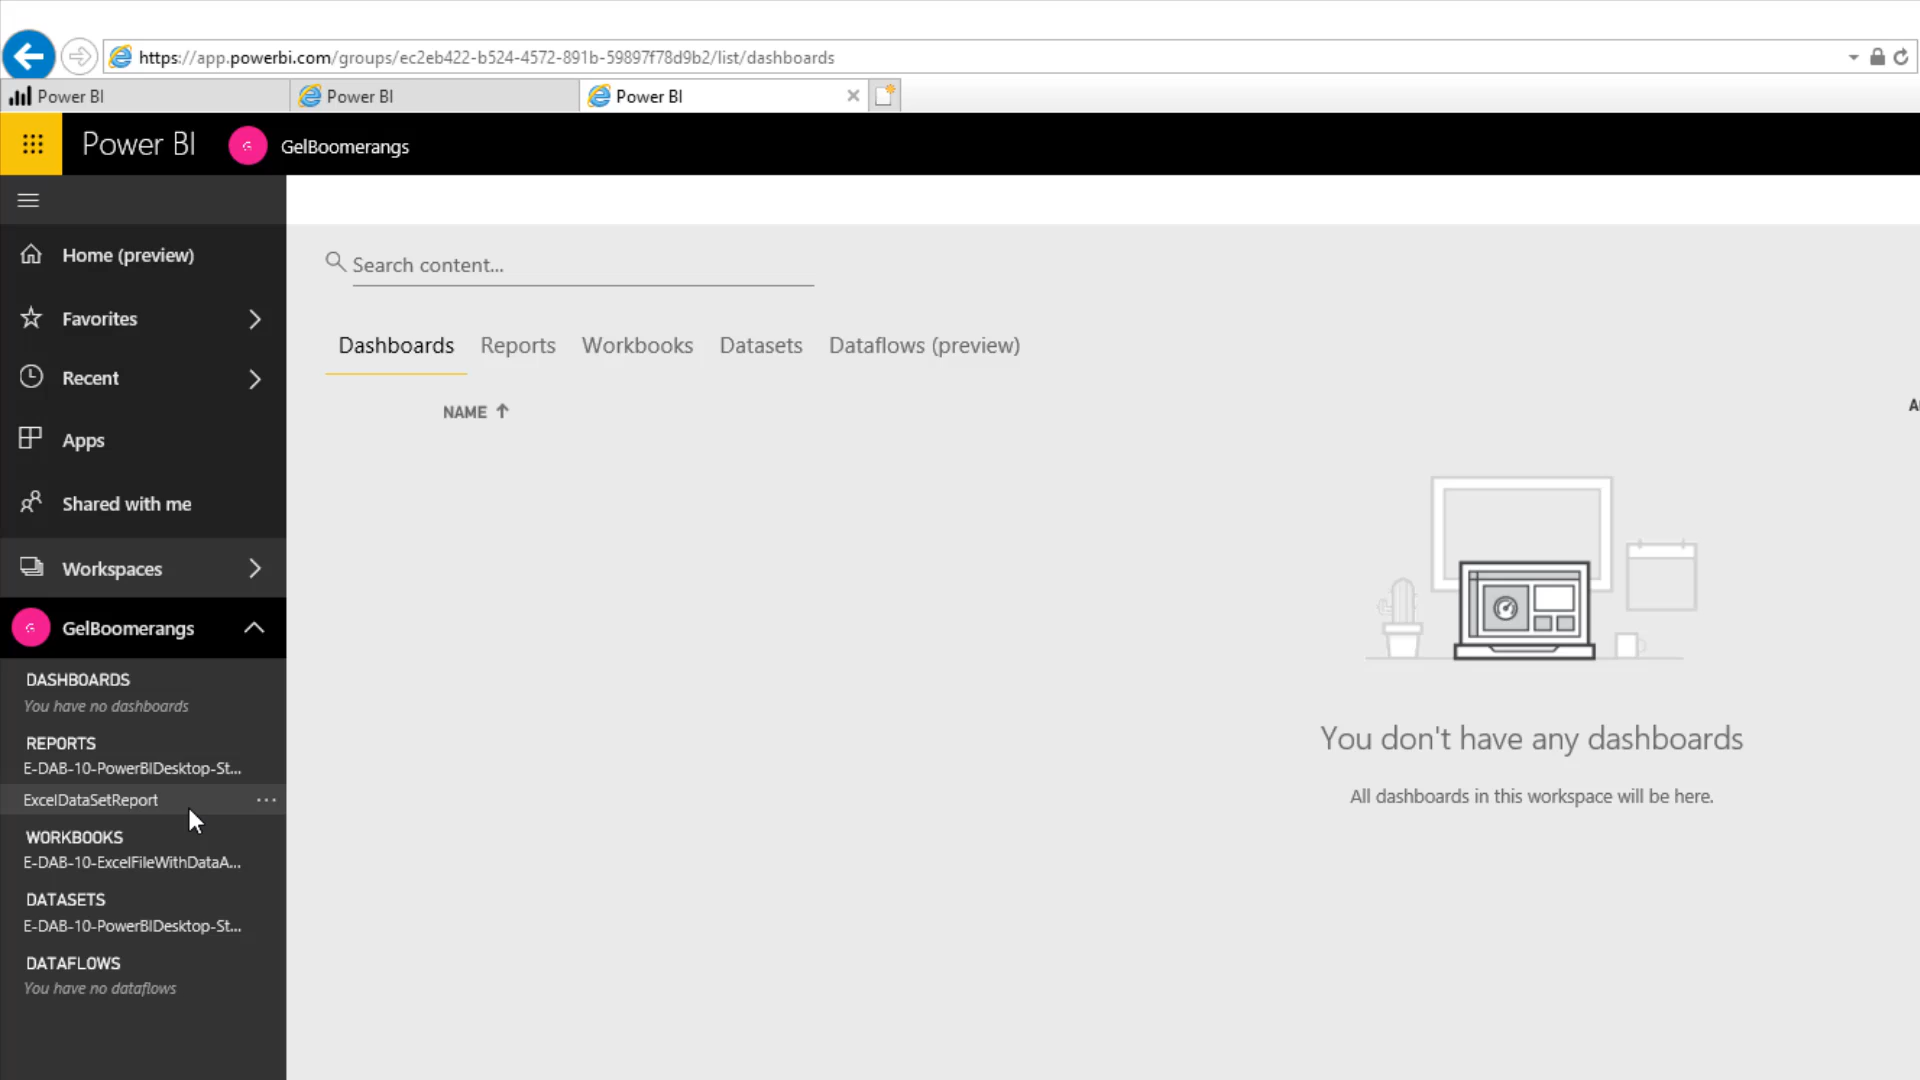 https://app.powerbi.com/groups/ec2eb422-b524-4572-891b-59897f78d9b2/list/dashboards
Power BI
Power BI
Power BI
Power BI
G
GelBoomerangs
Home (preview)
Favorites
Recent
Apps
Shared with me
Workspaces
G
GelBoomerangs
DASHBOARDS
You have no dashboards
REPORTS
E-DAB-10-PowerBIDesktop-St...
ExcelDataSetReport
WORKBOOKS
E-DAB-10-ExcelFileWithDataA...
DATASETS
E-DAB-10-PowerBIDesktop-St...
DATAFLOWS
You have no dataflows
Search content...
Dashboards Reports Workbooks Datasets Dataflows (preview)
NAME
You don't have any dashboards
All dashboards in this workspace will be here.